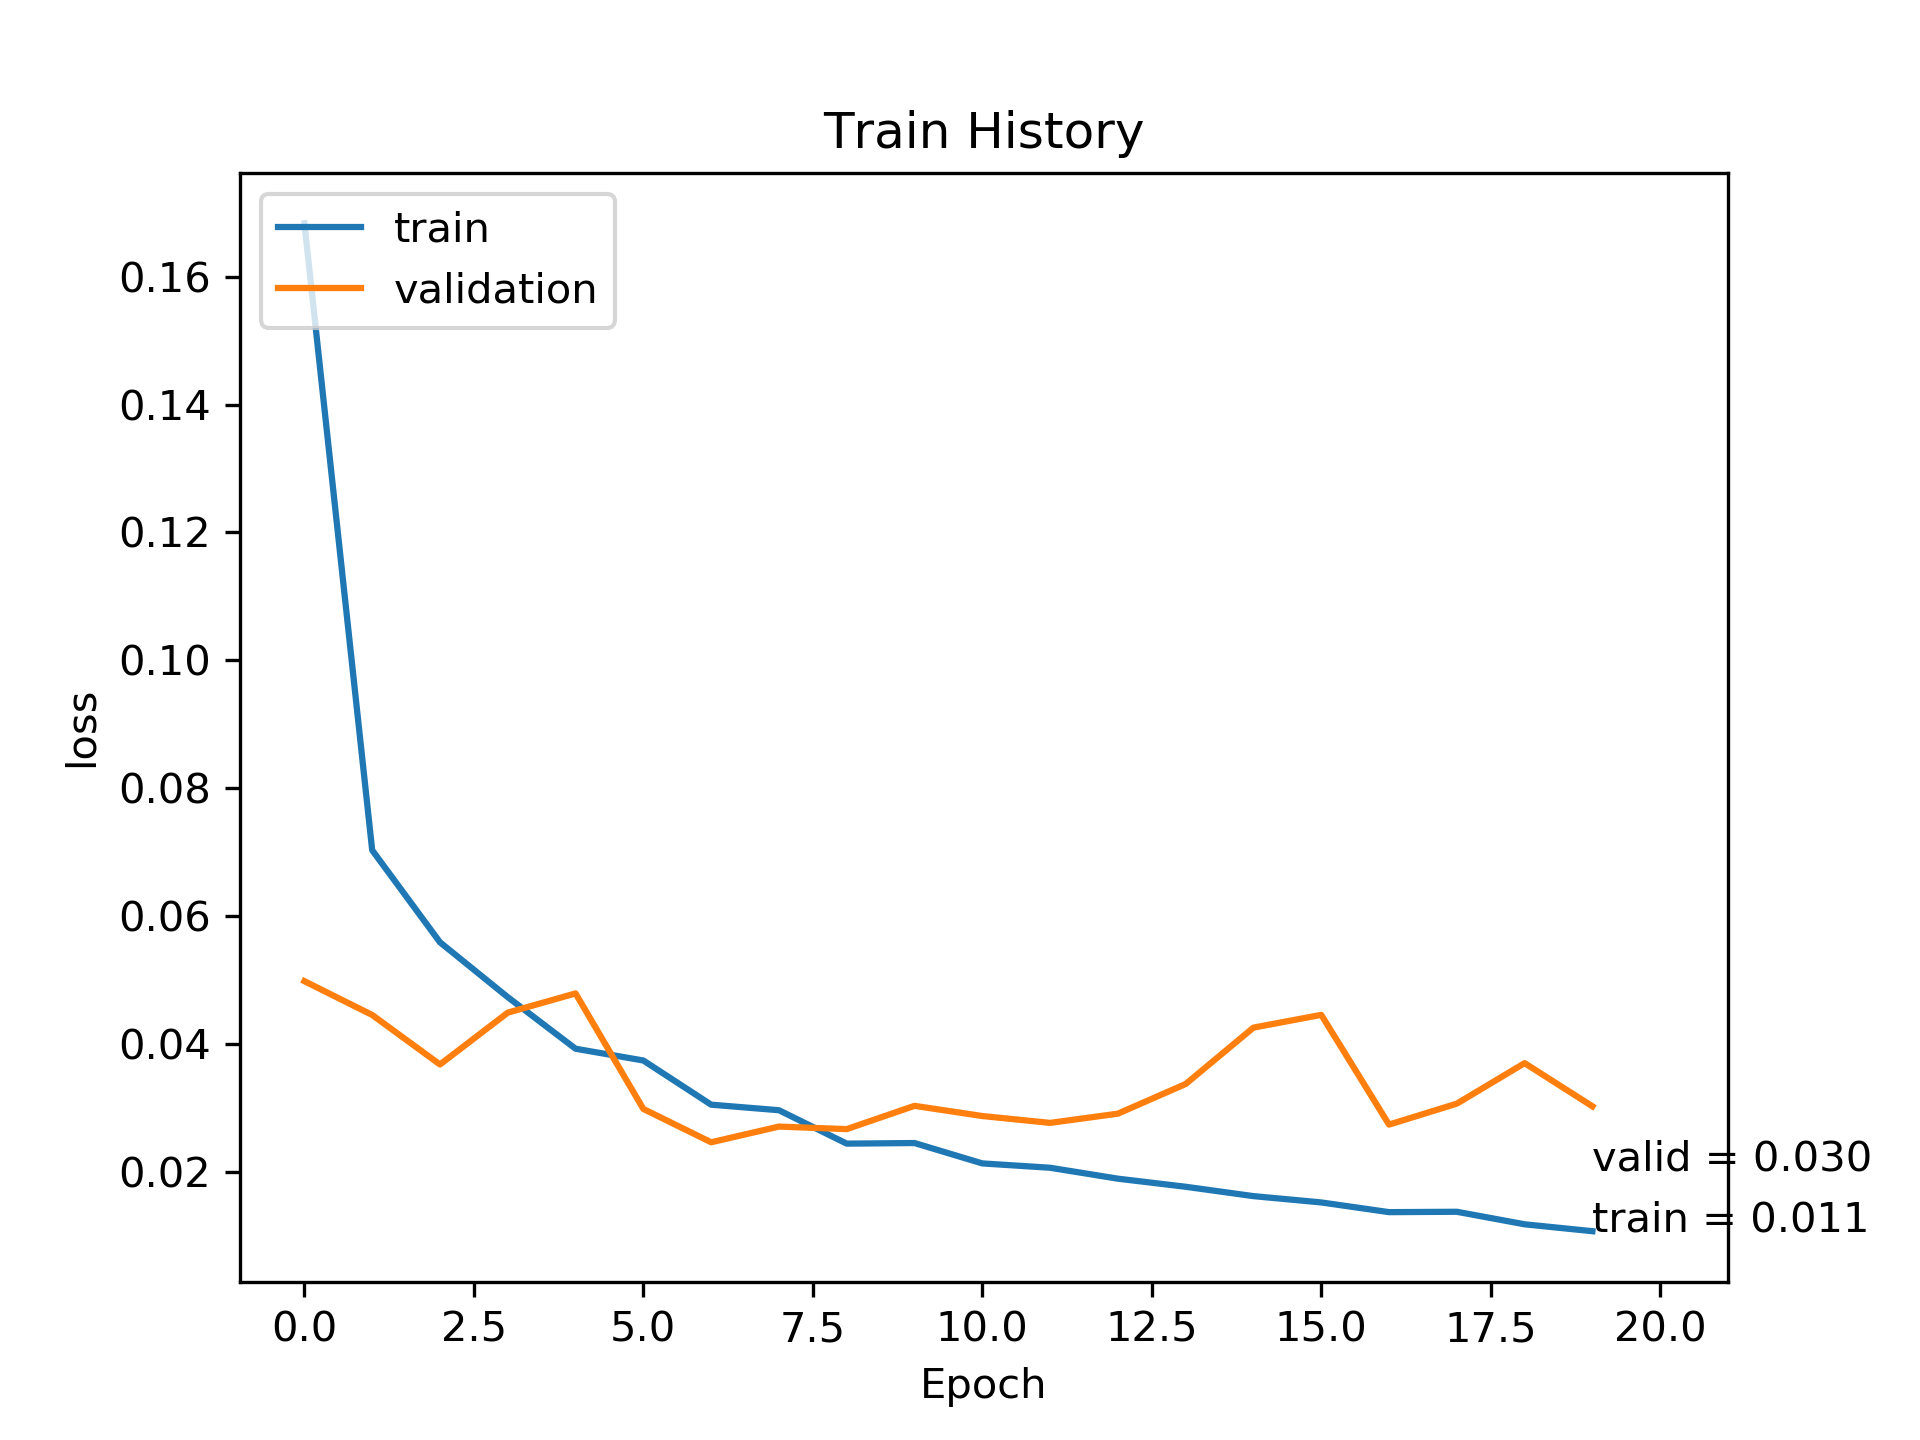 Train History
train
validation
0.16
0.14
0.12
0.10
0.08
0.06
0.04
0.02
loss
valid = 0.030
train = 0.011
0.0 2.5 5.0 7.5 10.0 12.5 15.0 17.5 20.0
Epoch